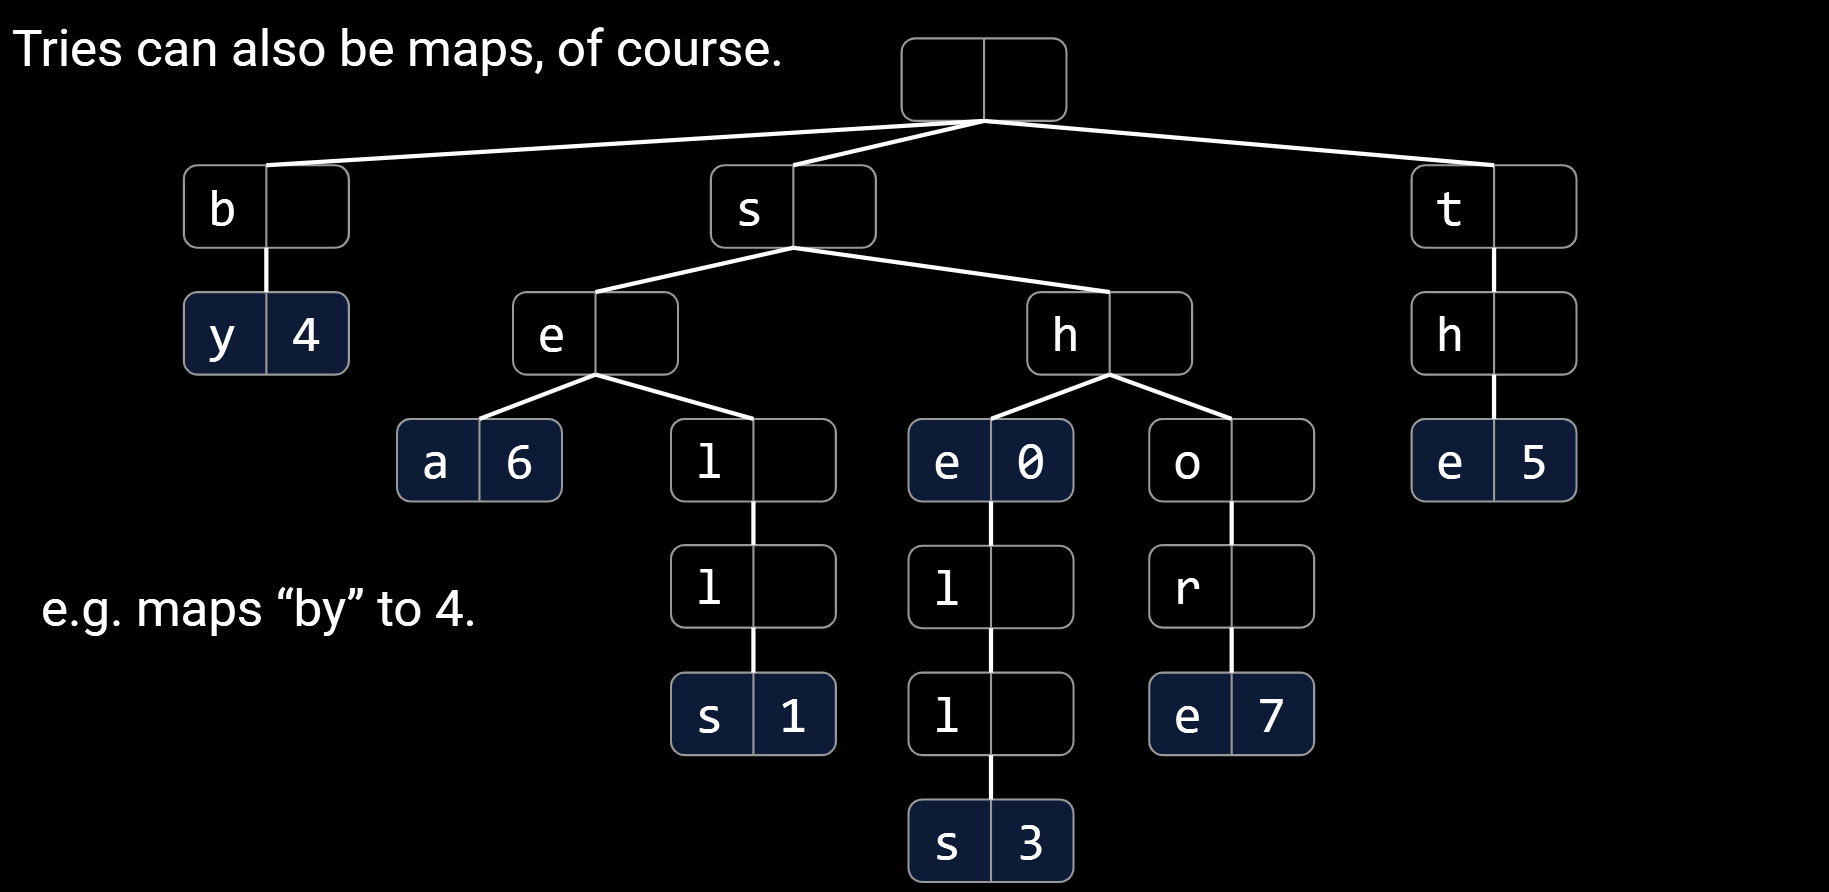 Tries can also be maps, of course.
b s t
y 4 e h h
a 6 l e 0 o e 5
e.g. maps “by” to 4.
l l r
s 1 l e 7
s 3